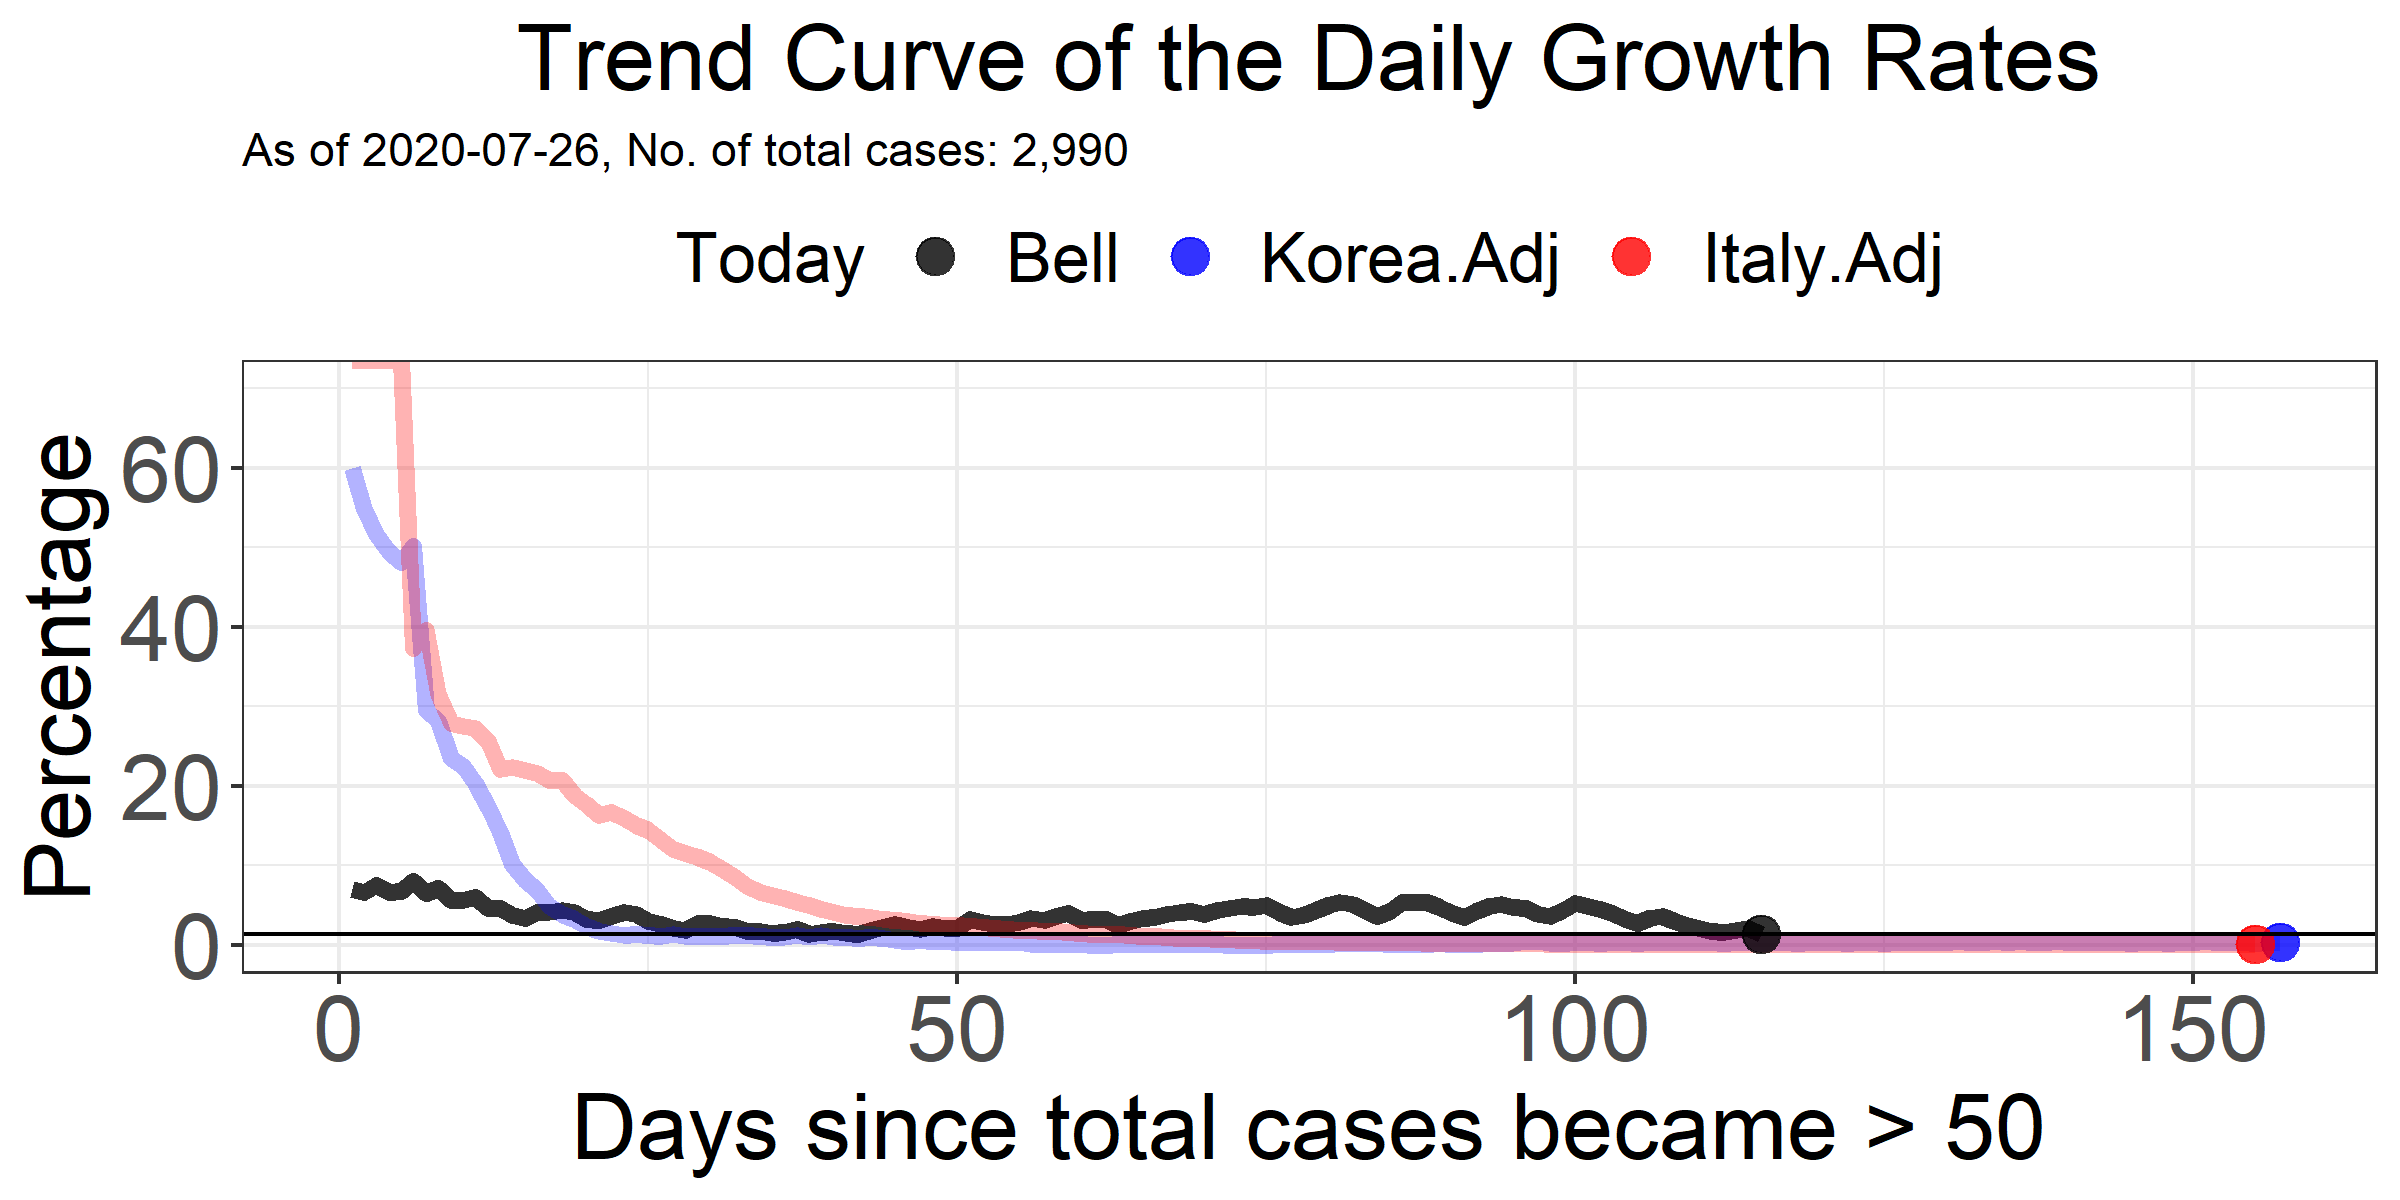 Trend Curve of the Daily Growth Rates
As of 2020-07-26, No. of total cases: 2,990
Today Bell Korea.Adj Italy.Adj
Percentage
60
40
20
0
0 50 100 150
Days since total cases became > 50